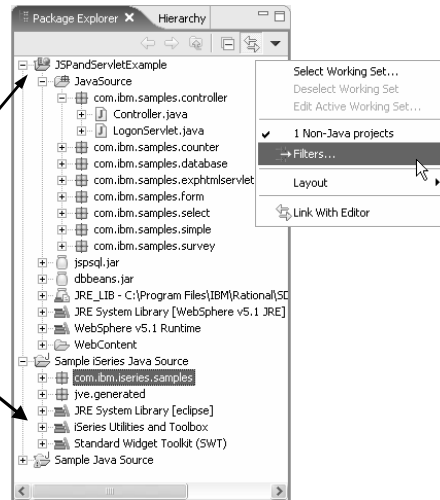 Package Explorer Hierarchy
JSPandServletExample
JavaSource
com.ibm.samples.controller
Controller.java
LogonServlet.java
com.ibm.samples.counter
com.ibm.samples.database
com.ibm.samples.exphtmlservlet
com.ibm.samples.form
com.ibm.samples.select
com.ibm.samples.simple
com.ibm.samples.survey
jspsql.jar
dbbeans.jar
JRE_LIB - C:\Program Files\IBM\Rational\SD
JRE System Library [WebSphere v5.1 JRE]
WebSphere v5.1 Runtime
WebContent
Sample iSeries Java Source
com.ibm.iseries.samples
jve.generated
JRE System Library [eclipse]
iSeries Utilities and Toolbox
Standard Widget Toolkit (SWT)
Sample Java Source
Select Working Set...
Deselect Working Set
Edit Active Working Set...
1 Non-Java projects
Filters...
Layout
Link With Editor